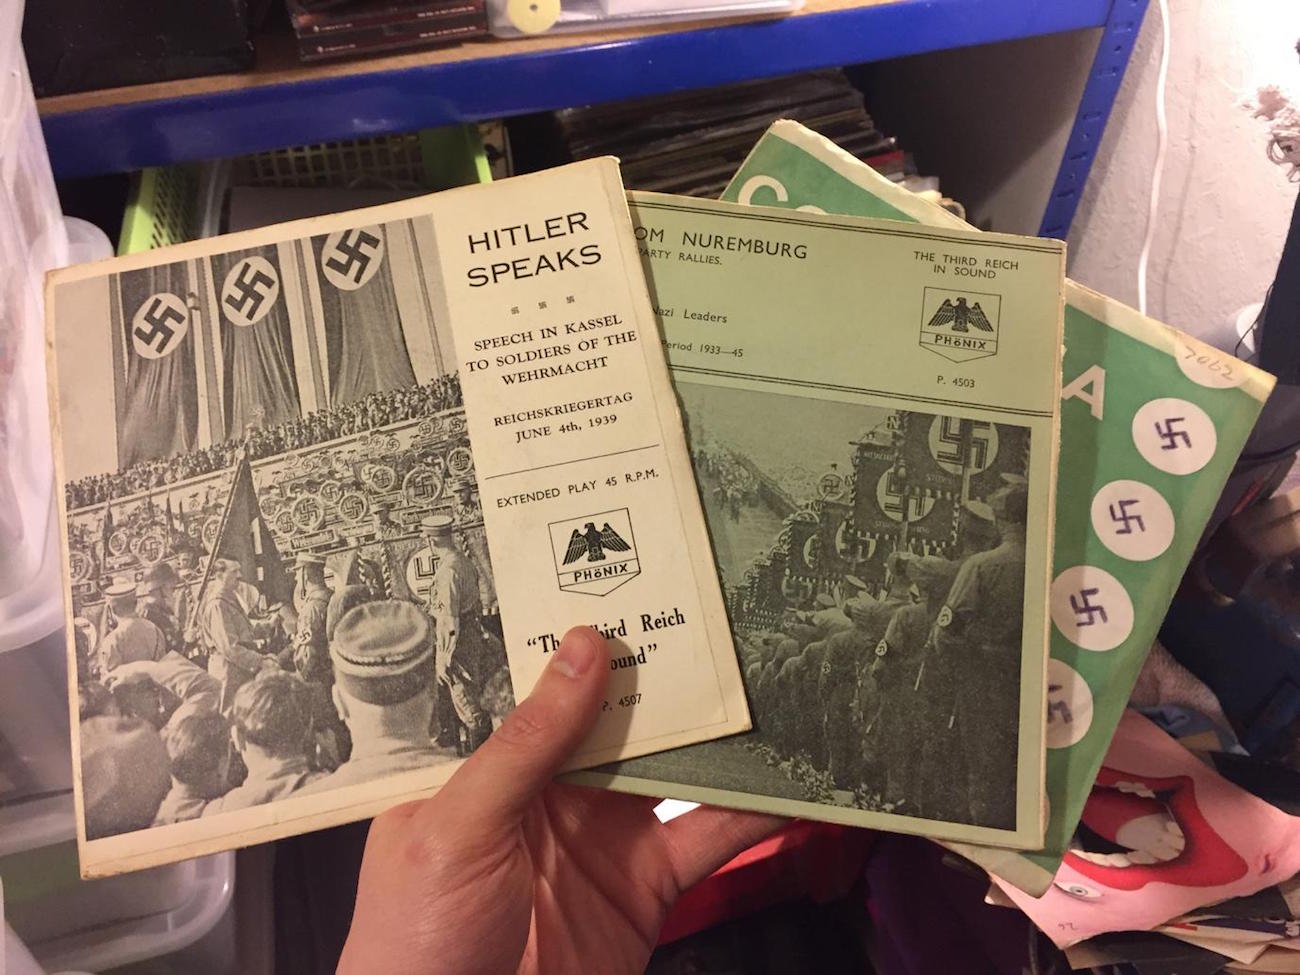 HITLER
SPEAKS
SPEECH IN KASSEL
TO SOLDIERS OF THE
WEHRMACHT
REICHSKRIEGERTAG
JUNE 4th, 1939
EXTENDED PLAY 45 R.P.M.
PHöNIX
Reich
P. 4507
OM NUREMBURG
PARTY RALLIES.
Nazi Leaders
Period 1933—45
THE THIRD REICH
IN SOUND
PHöNIX
P. 4503
A